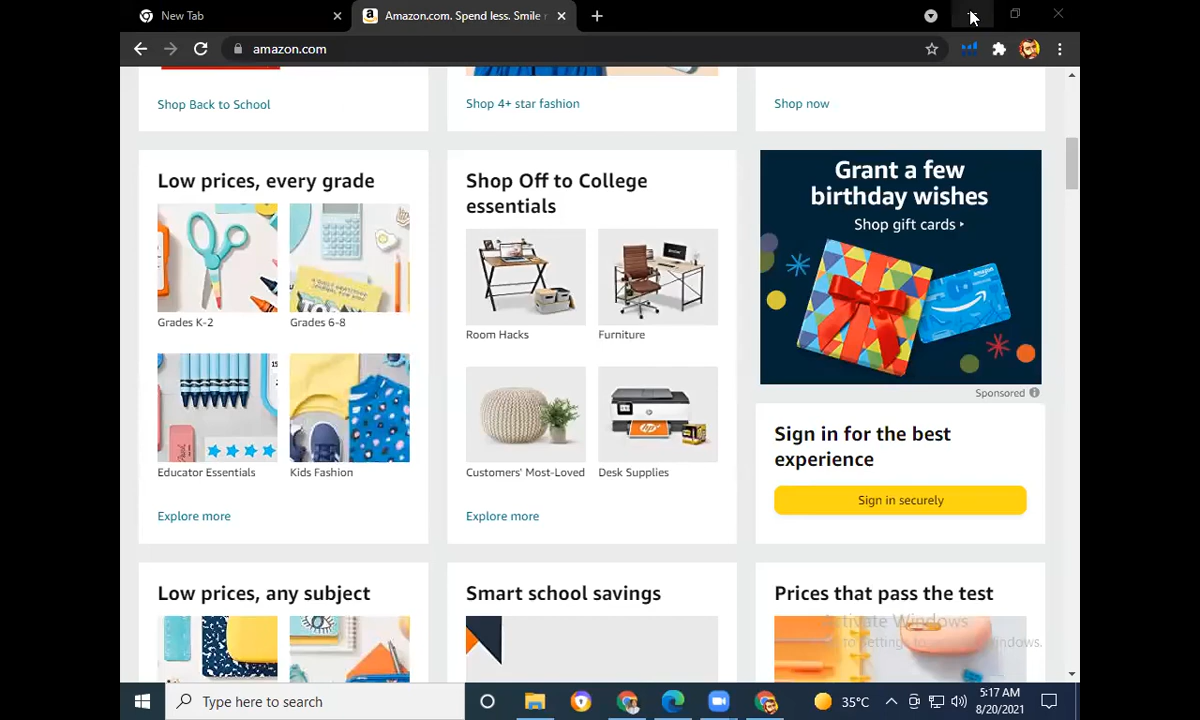 New Tab
Amazon.com. Spend less. Smile
amazon.com
Shop Back to School
Shop 4+ star fashion
Shop now
Low prices, every grade
Grades K-2
Grades 6-8
Educator Essentials
Kids Fashion
Explore more
Shop Off to College
essentials
Room Hacks
Furniture
Customers' Most-Loved
Desk Supplies
Explore more
Grant a few
birthday wishes
Shop gift cards
amazon
Sponsored
Sign in for the best
experience
Sign in securely
Low prices, any subject
Smart school savings
Prices that pass the test
Activate Windows
Type here to search
35°C
5:17 AM
8/20/2021